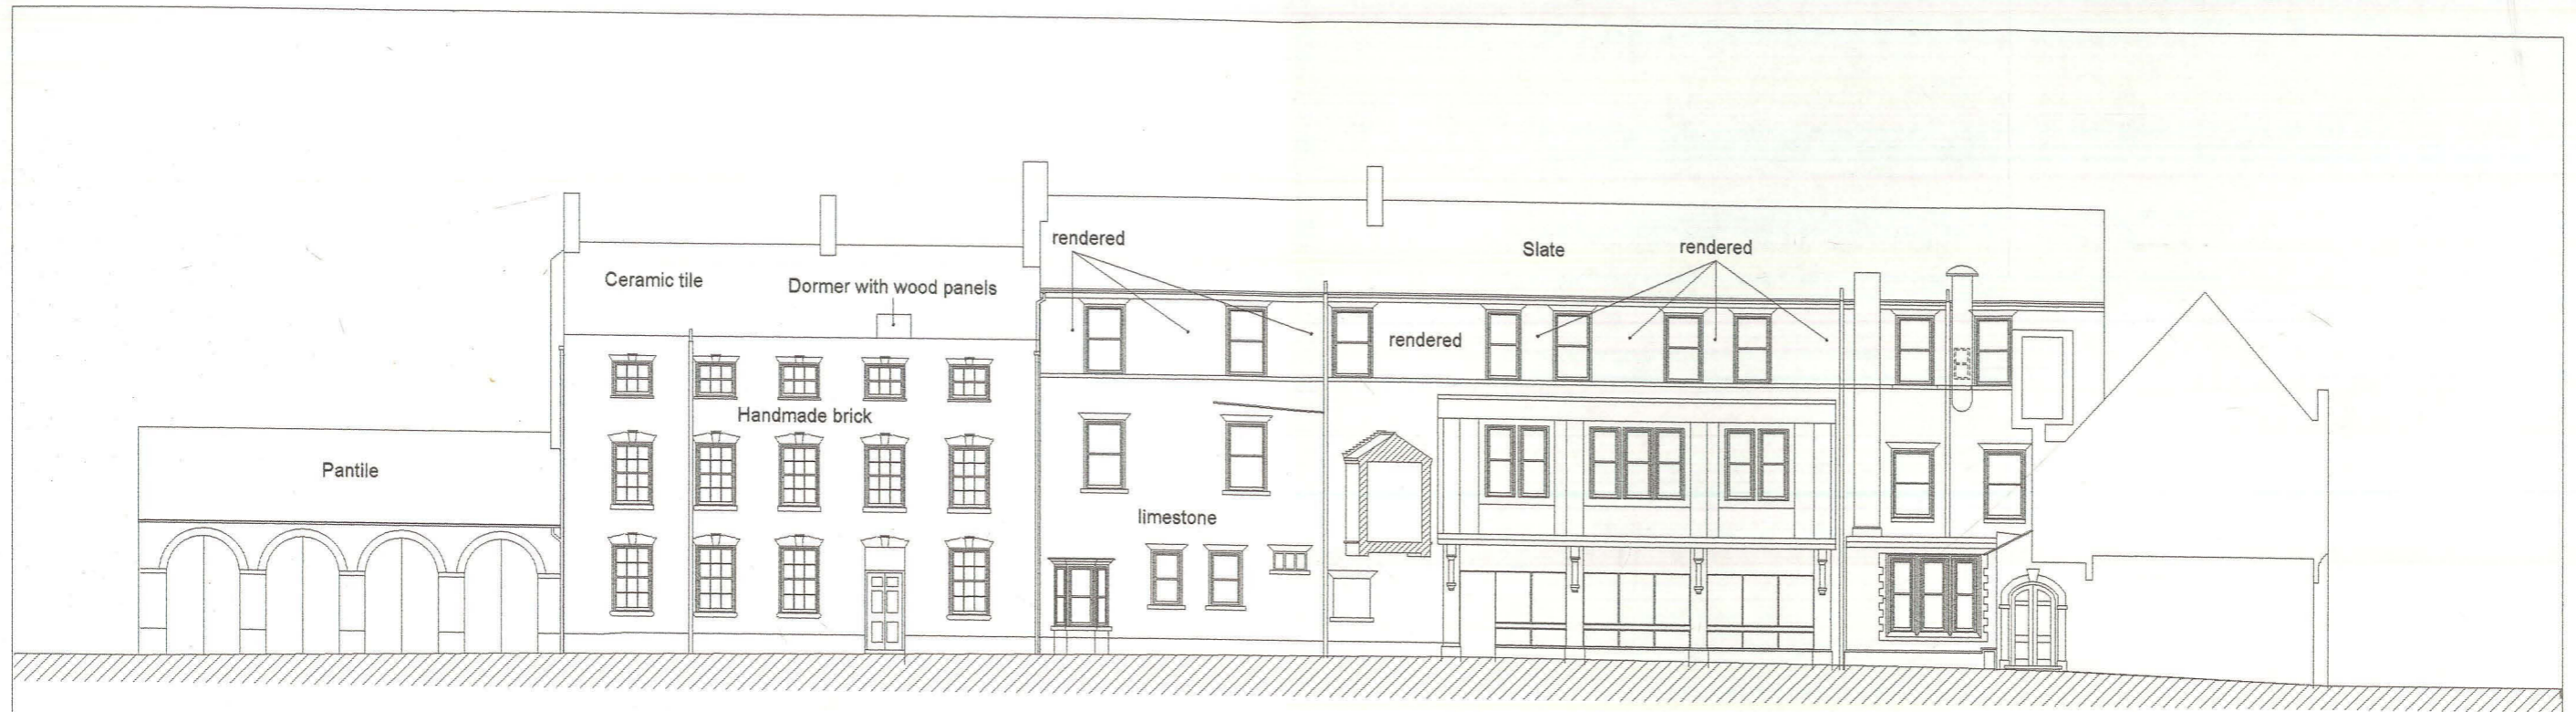 rendered
Slate
rendered
Ceramic tile
Dormer with wood panels
rendered
Handmade brick
Pantile
limestone